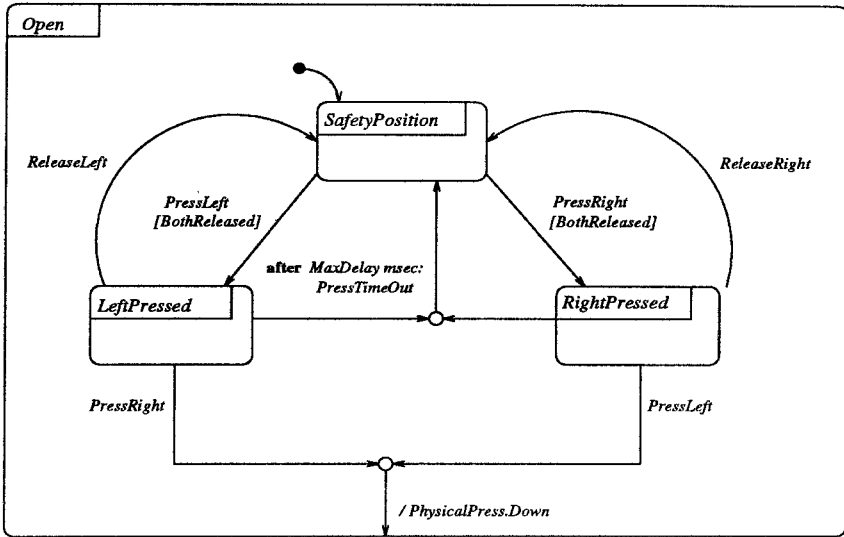 Open
SafetyPosition
ReleaseLeft
ReleaseRight
PressLeft
[BothReleased]
PressRight
[BothReleased]
after MaxDelay msec:
PressTimeOut
LeftPressed
RightPressed
PressRight
PressLeft
/ PhysicalPress.Down